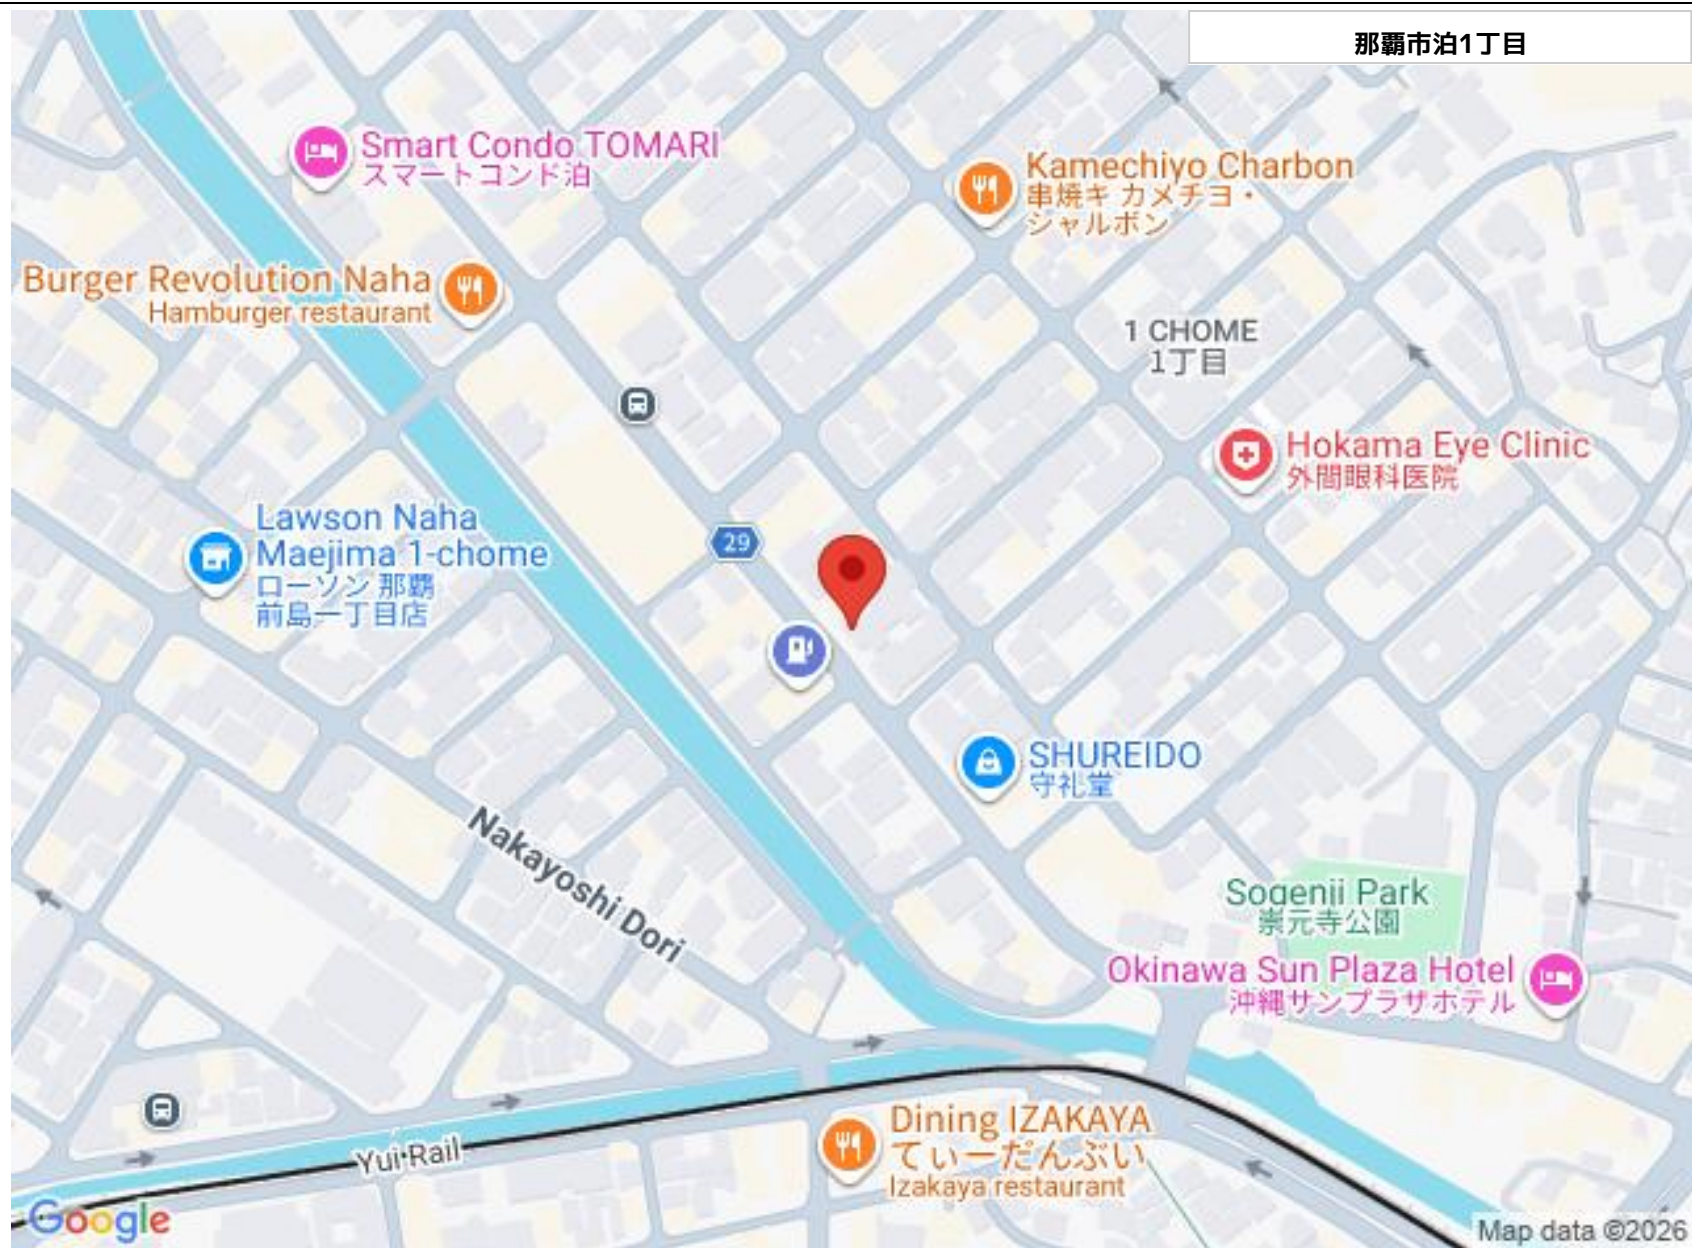 那覇市泊1丁目
Smart Condo TOMARI
スマートコンド泊
Kamechiyo Charbon
串焼キ カメチヨ・
シャルボン
Burger Revolution Naha
Hamburger restaurant
1 CHOME
1丁目
Hokama Eye Clinic
外間眼科医院
Lawson Naha
Maejima 1-chome
ローソン 那覇
前島一丁目店
29
SHUREIDO
守礼堂
Nakayoshi Dori
Sogenji Park
崇元寺公園
Okinawa Sun Plaza Hotel
沖縄サンプラザホテル
Dining IZAKAYA
てぃーだんぶい
Izakaya restaurant
Yui Rail
Google
Map data ©2026